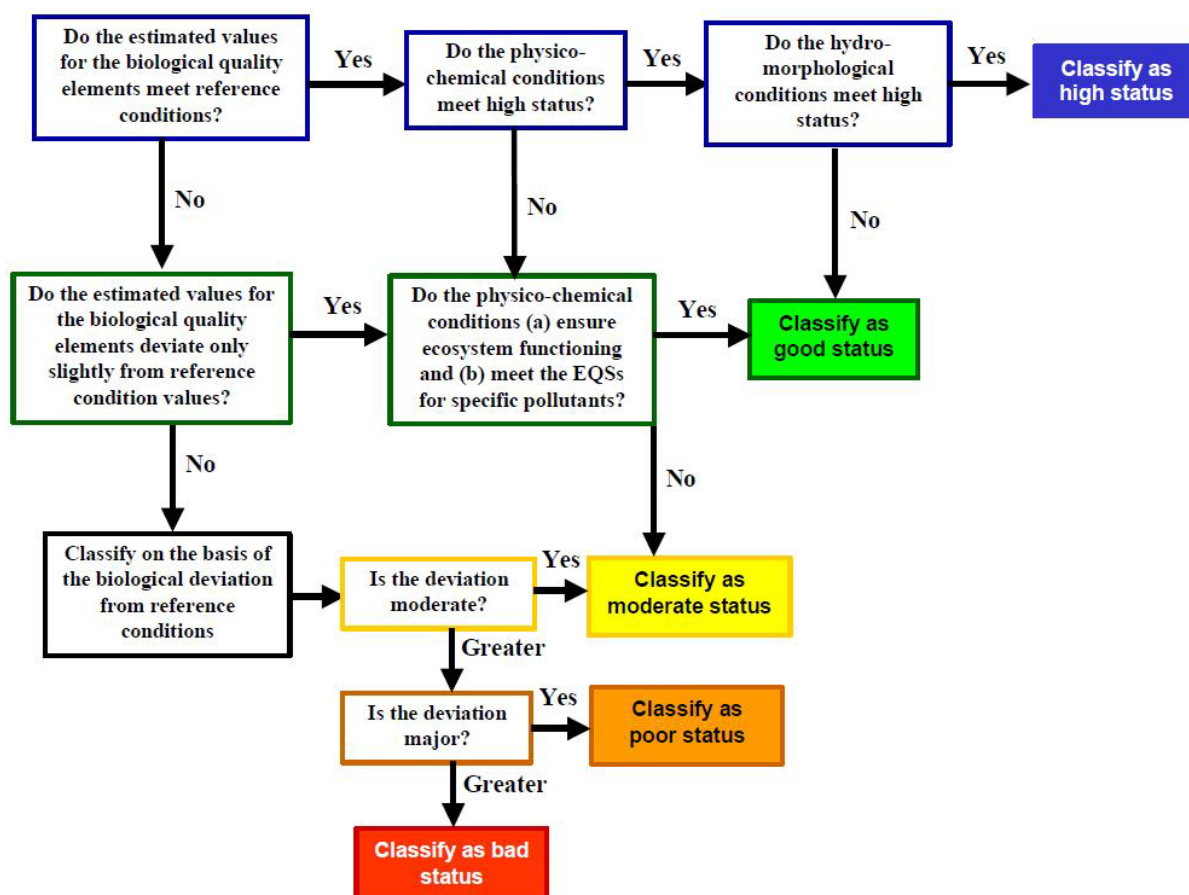 Do the estimated values
for the biological quality
elements meet reference
conditions?
Yes
Do the physico-
chemical conditions
meet high status?
Yes
Do the hydro-
morphological
conditions meet high
status?
Yes
Classify as
high status
No
No
No
Do the estimated values for
the biological quality
elements deviate only
slightly from reference
condition values?
Yes
Do the physico-chemical
conditions (a) ensure
ecosystem functioning
and (b) meet the EQSs
for specific pollutants?
Yes
Classify as
good status
No
No
Classify on the basis of
the biological deviation
from reference
conditions
Is the deviation
moderate?
Yes
Classify as
moderate status
Greater
Is the deviation
major?
Yes
Classify as
poor status
Greater
Classify as bad
status